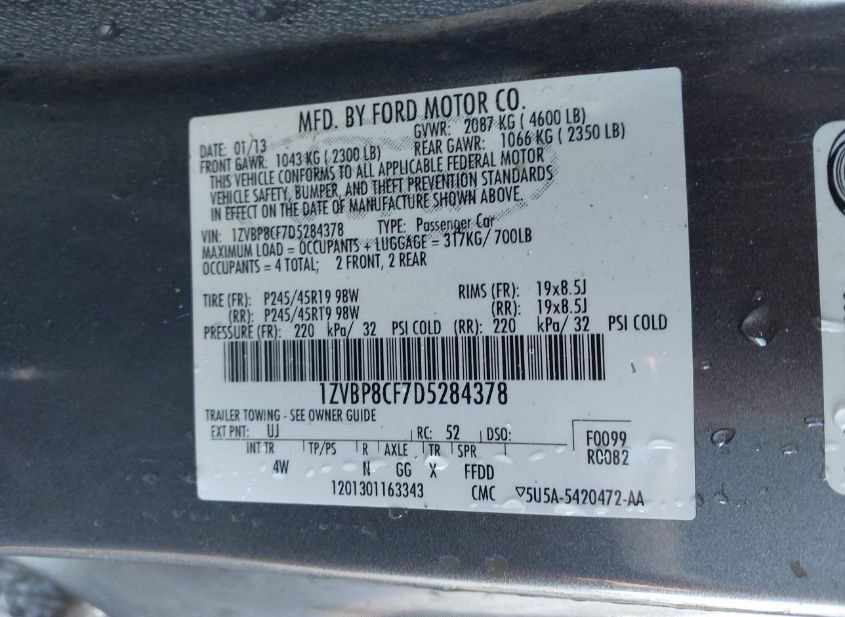 MFD. BY FORD MOTOR CO.
DATE: 01/13 GVWR: 2087 KG ( 4600 LB)
FRONT GAWR: 1043 KG ( 2300 LB) REAR GAWR: 1066 KG ( 2350 LB)
THIS VEHICLE CONFORMS TO ALL APPLICABLE FEDERAL MOTOR
VEHICLE SAFETY, BUMPER, AND THEFT PREVENTION STANDARDS
IN EFFECT ON THE DATE OF MANUFACTURE SHOWN ABOVE.
VIN: 1ZVBP8CF7D5284378 TYPE: Passenger Car
MAXIMUM LOAD = OCCUPANTS + LUGGAGE = 317KG/ 700LB
OCCUPANTS = 4 TOTAL; 2 FRONT, 2 REAR
TIRE (FR): P245/45R19 98W RIMS (FR): 19x8.5J
(RR): P245/45R19 98W (RR): 19x8.5J
PRESSURE (FR): 220 kPa/ 32 PSI COLD (RR): 220 kPa/ 32 PSI COLD
1ZVBP8CF7D5284378
TRAILER TOWING - SEE OWNER GUIDE
EXT PNT: UJ RC: 52 DSO: F0099
INT TR TP/PS R AXLE TR SPR R0082
4W N GG X FFDD
1201301163343 CMC ▽5U5A-5420472-AA